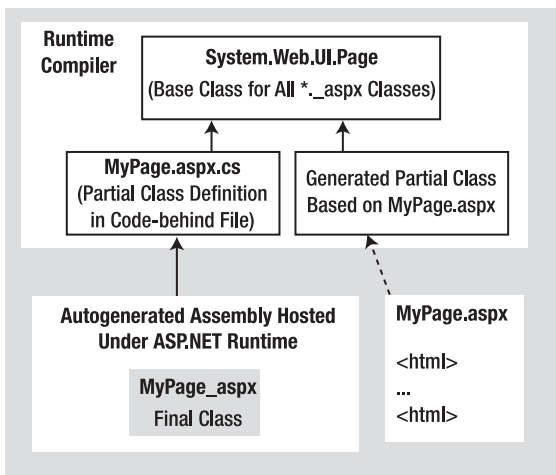 Runtime
Compiler
System.Web.UI.Page
(Base Class for All *._aspx Classes)
MyPage.aspx.cs
(Partial Class Definition
in Code-behind File)
Generated Partial Class
Based on MyPage.aspx
Autogenerated Assembly Hosted
Under ASP.NET Runtime
MyPage_aspx
Final Class
MyPage.aspx
<html>
...
<html>